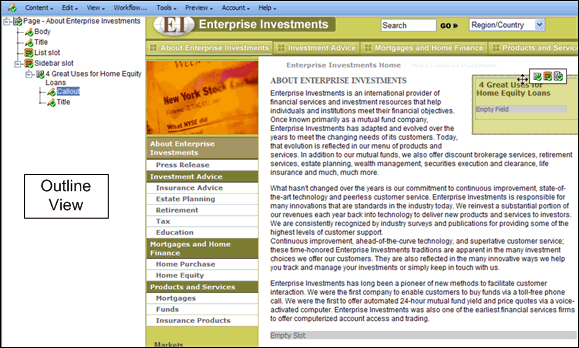 Content Edit View Workflow... Tools Preview Account Help
Page - About Enterprise Investments
Body
Title
List slot
Sidebar slot
4 Great Uses for Home Equity
Loans
Callout
Title
Outline
View
EI Enterprise Investments
Search
GO »
Region/Country
About Enterprise Investments
Investment Advice
Mortgages and Home Finance
Products and Services
New York Stock
About Enterprise
Investments
Press Release
Investment Advice
Insurance Advice
Estate Planning
Retirement
Tax
Education
Mortgages and Home
Finance
Home Purchase
Home Equity
Products and Services
Mortgages
Funds
Insurance Products
Markets
Enterprise Investments Home
ABOUT ENTERPRISE INVESTMENTS
Enterprise Investments is an international provider of
financial services and investment resources that help
individuals and institutions meet their financial objectives.
Once known primarily as a mutual fund company,
Enterprise Investments has adapted and evolved over the
years to meet the changing needs of its customers. Today,
that evolution is reflected in our menu of products and
services. In addition to our mutual funds, we also offer discount brokerage services, retirement
services, estate planning, wealth management, securities execution and clearance, life
insurance and much, much more.
What hasn't changed over the years is our commitment to continuous improvement, state-of-
the-art technology and peerless customer service. Enterprise Investments is responsible for
many innovations that are standards in the industry today. We reinvest a substantial portion of
our revenues each year back into technology to deliver new products and services to investors.
We are consistently recognized by industry surveys and publications for providing some of the
highest levels of customer support.
Continuous improvement, ahead-of-the-curve technology, and superlative customer service;
these time-honored Enterprise Investments traditions are apparent in the many investment
choices we offer our customers. They are also reflected in the many innovative ways we help
you track and manage your investments or simply keep in touch with us.
Enterprise Investments has long been a pioneer of new methods to facilitate customer
interaction. We were the first company to enable customers to buy funds via a toll-free phone
call. We were the first to offer automated 24-hour mutual fund yield and price quotes via a voice-
activated computer. Enterprise Investments was also one of the earliest financial services firms
to offer computerized account access and trading.
Empty Slot
4 Great Uses for
Home Equity Loans
Empty Field